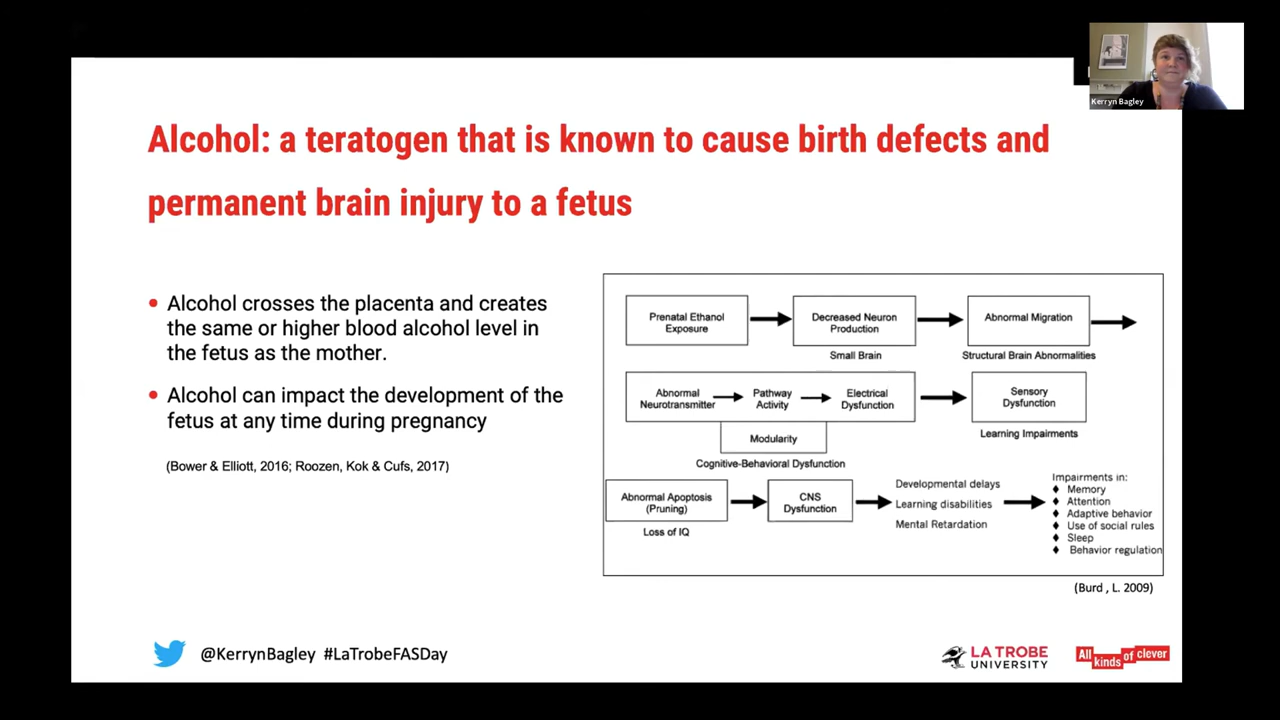 Kerryn Bagley
Alcohol: a teratogen that is known to cause birth defects and
permanent brain injury to a fetus
• Alcohol crosses the placenta and creates
the same or higher blood alcohol level in
the fetus as the mother.
• Alcohol can impact the development of the
fetus at any time during pregnancy
(Bower & Elliott, 2016; Roozen, Kok & Cufs, 2017)
Prenatal Ethanol
Exposure
Decreased Neuron
Production
Small Brain
Abnormal Migration
Structural Brain Abnormalities
Abnormal
Neurotransmitter
Pathway
Activity
Electrical
Dysfunction
Modularity
Cognitive-Behavioral Dysfunction
Sensory
Dysfunction
Learning Impairments
Abnormal Apoptosis
(Pruning)
Loss of IQ
CNS
Dysfunction
Developmental delays
Learning disabilities
Mental Retardation
Impairments in:
♦ Memory
♦ Attention
♦ Adaptive behavior
♦ Use of social rules
♦ Sleep
♦ Behavior regulation
(Burd , L. 2009)
@KerrynBagley #LaTrobeFASDay
LA TROBE
UNIVERSITY
All kinds of clever